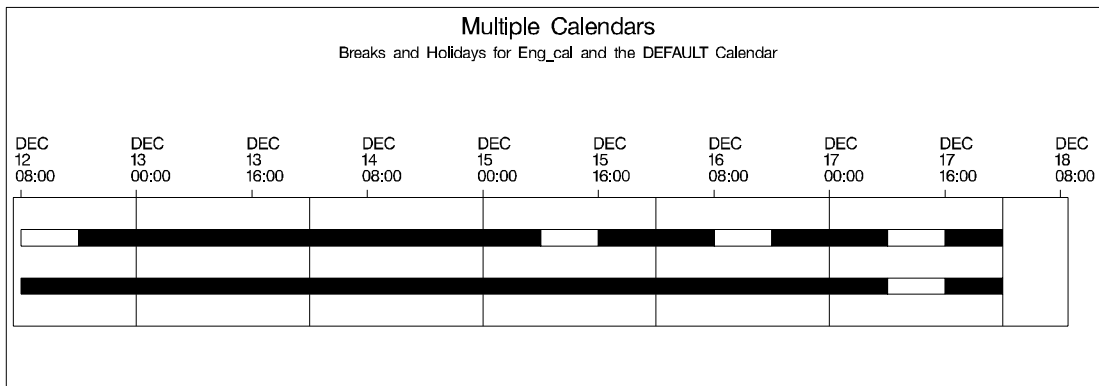 Multiple Calendars
Breaks and Holidays for Eng_cal and the DEFAULT Calendar
DEC DEC DEC DEC DEC DEC DEC DEC DEC DEC
12 13 13 14 15 15 16 17 17 18
08:00 00:00 16:00 08:00 00:00 16:00 08:00 00:00 16:00 08:00